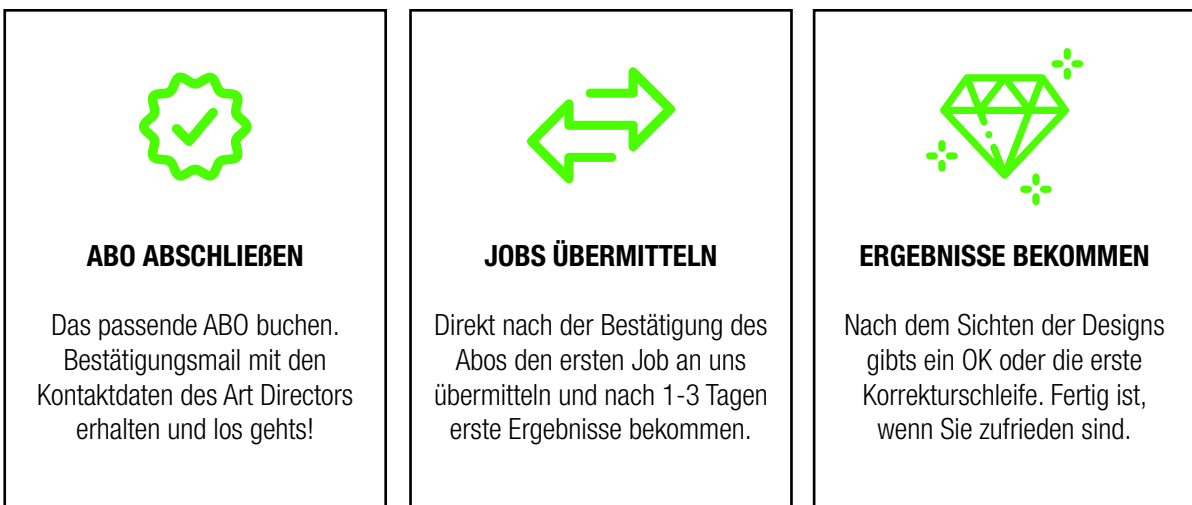 ABO ABSCHLIEßEN
Das passende ABO buchen.
Bestätigungsmail mit den
Kontaktdaten des Art Directors
erhalten und los gehts!
JOBS ÜBERMITTELN
Direkt nach der Bestätigung des
Abos den ersten Job an uns
übermitteln und nach 1-3 Tagen
erste Ergebnisse bekommen.
ERGEBNISSE BEKOMMEN
Nach dem Sichten der Designs
gibts ein OK oder die erste
Korrekturschleife. Fertig ist,
wenn Sie zufrieden sind.